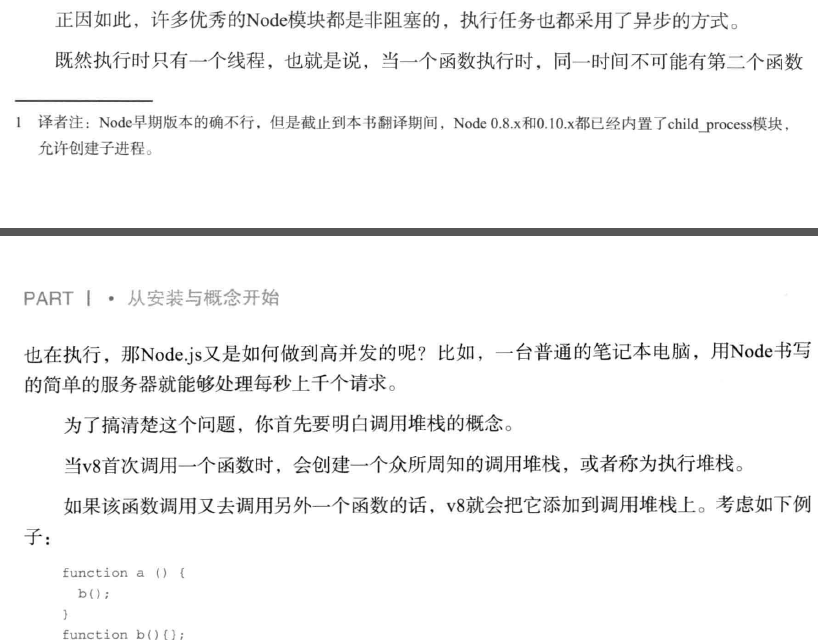 正因如此，许多优秀的Node模块都是非阻塞的，执行任务也都采用了异步的方式。
既然执行时只有一个线程，也就是说，当一个函数执行时，同一时间不可能有第二个函数
1 译者注：Node早期版本的确不行，但是截止到本书翻译期间，Node 0.8.x和0.10.x都已经内置了child_process模块，
允许创建子进程。
PART I • 从安装与概念开始
也在执行，那Node.js又是如何做到高并发的呢？比如，一台普通的笔记本电脑，用Node书写
的简单的服务器就能够处理每秒上千个请求。
为了搞清楚这个问题，你首先要明白调用堆栈的概念。
当v8首次调用一个函数时，会创建一个众所周知的调用堆栈，或者称为执行堆栈。
如果该函数调用又去调用另外一个函数的话，v8就会把它添加到调用堆栈上。考虑如下例
子：
function a () {
b();
}
function b(){};